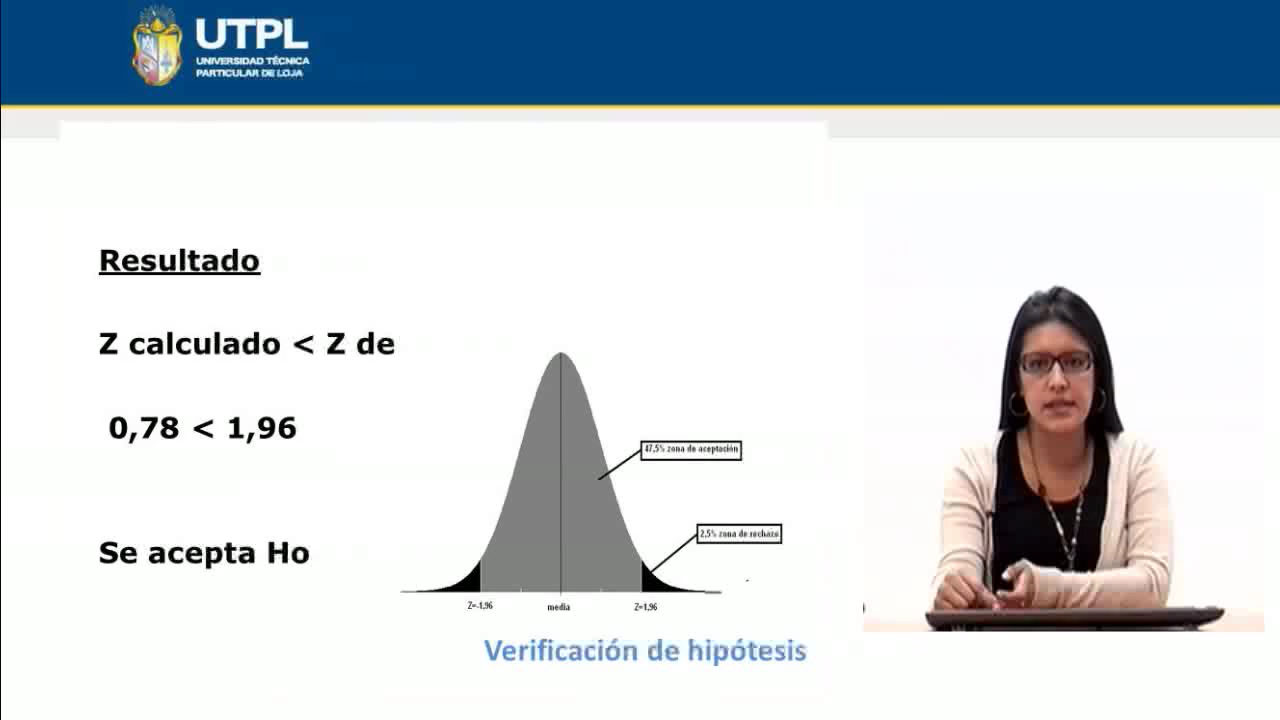 UTPL
UNIVERSIDAD TÉCNICA
PARTICULAR DE LOJA
Resultado
Z calculado < Z de
0,78 < 1,96
Se acepta Ho
47,5% zona de aceptación
2,5% zona de rechazo
Z=-1,96
media
Z=1,96
Verificación de hipótesis